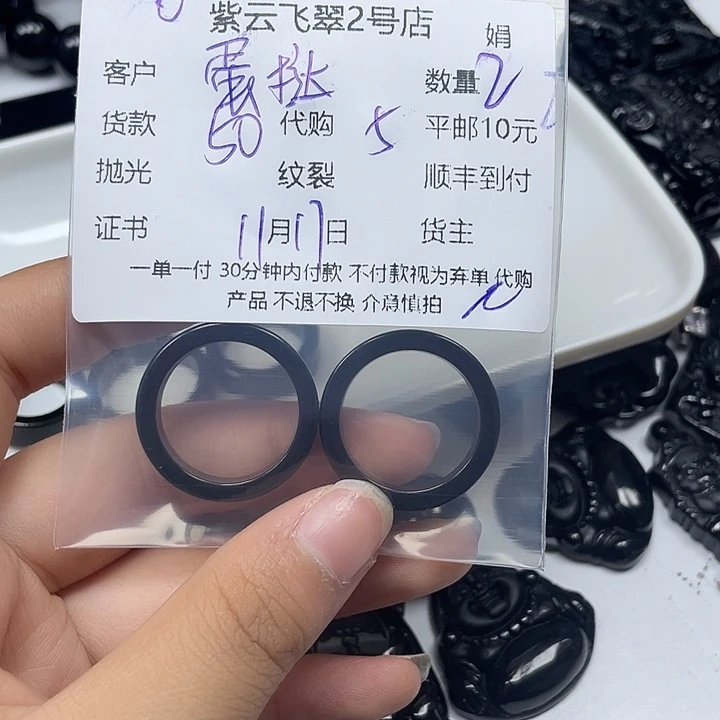 紫云飞翠2号店 娟
客户 蛋挞 数量 2
货款 50 代购 5 平邮10元
抛光 纹裂 顺丰到付
证书 11月17日 货主
一单一付 30分钟内付款 不付款视为弃单 代购
产品 不退不换 介意慎拍